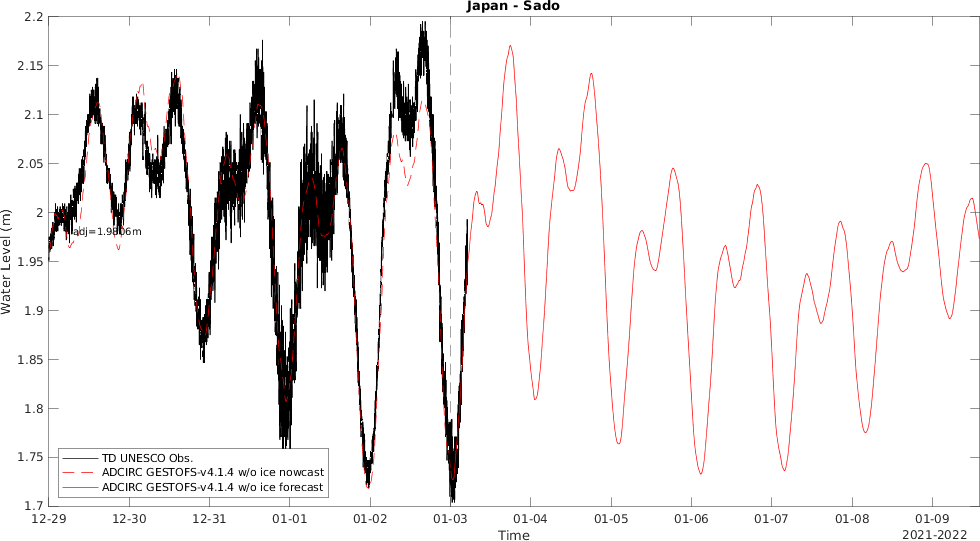 Japan - Sado
2.2
2.15
2.1
2.05
2
1.95
1.9
1.85
1.8
1.75
1.7
Water Level (m)
adj=1.9806m
TD UNESCO Obs.
ADCIRC GESTOFS-v4.1.4 w/o ice nowcast
ADCIRC GESTOFS-v4.1.4 w/o ice forecast
12-29 12-30 12-31 01-01 01-02 01-03 01-04 01-05 01-06 01-07 01-08 01-09
Time
2021-2022